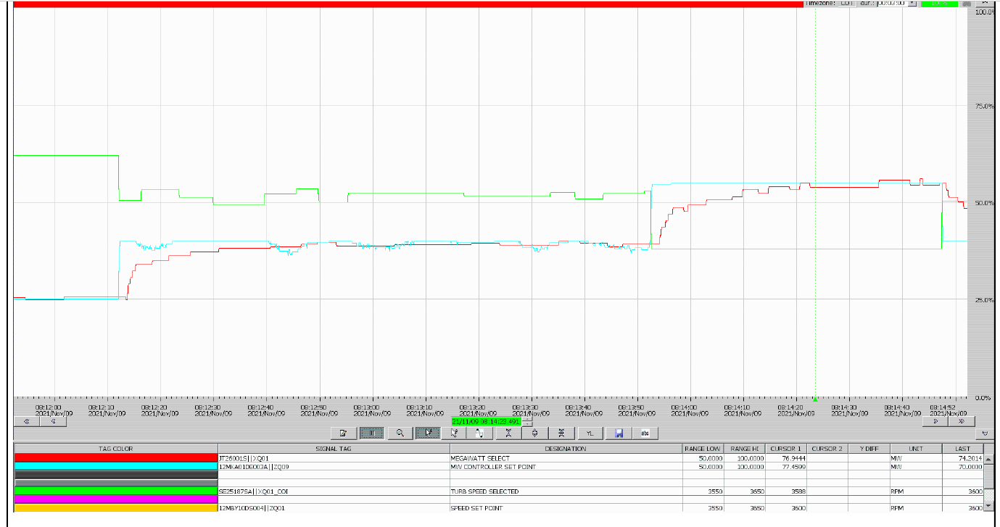 Timezone: COT dur.: 00:03:00 100%
100.0%
75.0%
50.0%
25.0%
0.0%
08:12:00 08:12:10 08:12:20 08:12:30 08:12:40 08:12:50 08:13:00 08:13:10 08:13:20 08:13:30 08:13:40 08:13:50 08:14:00 08:14:10 08:14:20 08:14:30 08:14:40 08:14:52
2021/Nov/09 2021/Nov/09 2021/Nov/09 2021/Nov/09 2021/Nov/09 2021/Nov/09 2021/Nov/09 2021/Nov/09 2021/Nov/09 2021/Nov/09 2021/Nov/09 2021/Nov/09 2021/Nov/09 2021/Nov/09 2021/Nov/09 2021/Nov/09 2021/Nov/09 2021/Nov/09
21/11/09 08:14:23.491
YL abc
TAG COLOR SIGNAL TAG DESIGNATION RANGE LOW RANGE HI CURSOR 1 CURSOR 2 Y DIFF UNIT LAST
JT26001S||XQ01 MEGAWATT SELECT 50.0000 100.0000 76.9444 MW 74.2014
12MKA01DE003A||ZQ09 MW CONTROLLER SET POINT 50.0000 100.0000 77.4599 MW 70.0000
SE25187SA||XQ01_COI TURB SPEED SELECTED 3550 3650 3588 RPM 3600
12MBY10DS004||ZQ01 SPEED SET POINT 3550 3650 3600 RPM 3600